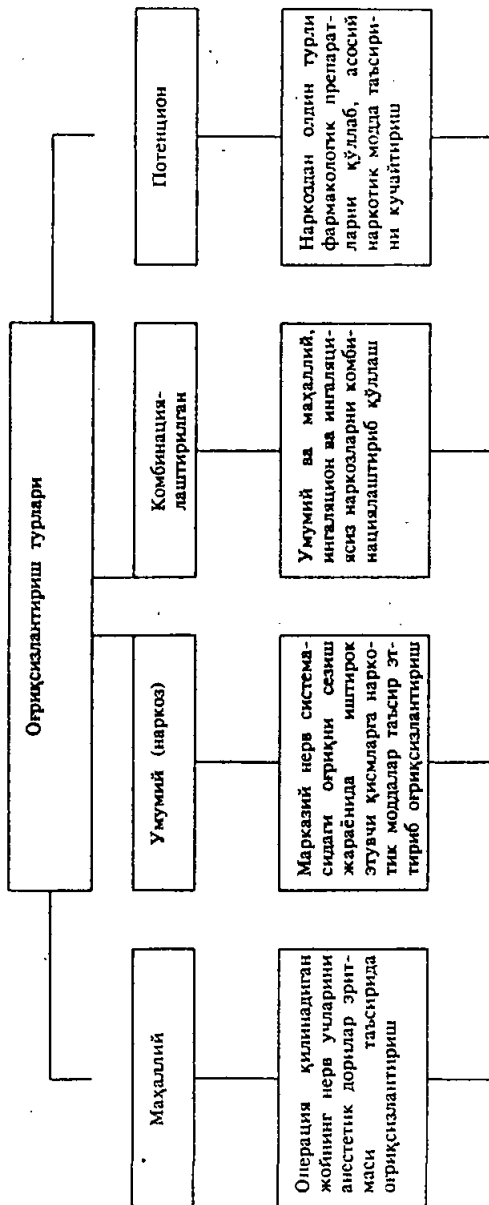 Оғриқсизлантириш турлари
Маҳаллий
Умумий (наркоз)
Комбинация-
лаштирилган
Потенцион
Операция қилинадиган
жойнинг нерв учларини
анестетик дорилар эрит-
маси таъсирида
оғриқсизлантириш
Марказий нерв система-
сидаги оғриқни сезиш
жараёнида иштирок
этувчи қисмларга нарко-
тик моддалар таъсир эт-
тириб оғриқсизлантириш
Умумий ва маҳаллий,
ингаляцион ва ингаляци-
ясиз наркозларни комби-
нациялаштириб қўллаш
Наркоздан олдин турли
фармакологик препарат-
ларни қўллаб, асосий
наркотик модда таъсири-
ни кучайтириш